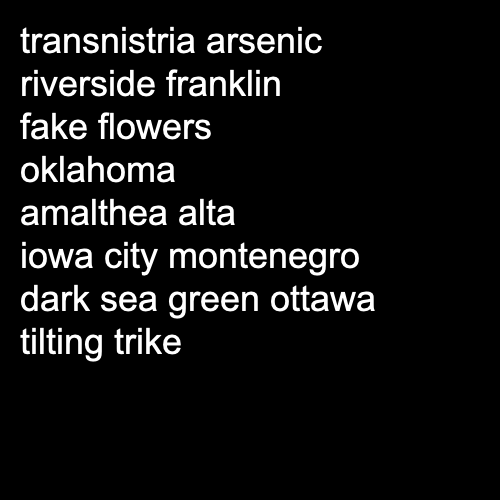 transnistria arsenic
riverside franklin
fake flowers
oklahoma
amalthea alta
iowa city montenegro
dark sea green ottawa
tilting trike